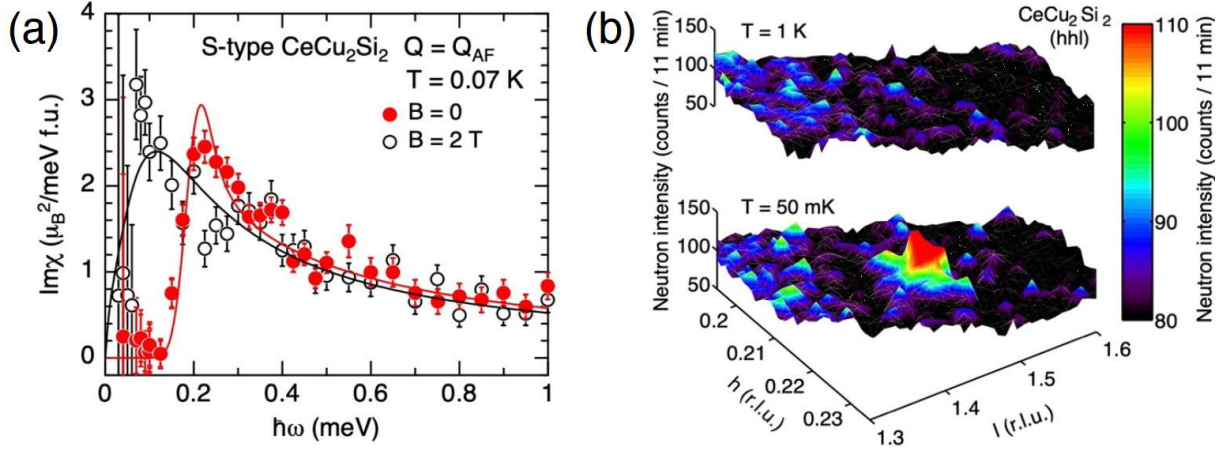 (a)
4
3
2
1
0
Imχ (μB²/meV f.u.)
S-type CeCu₂Si₂ Q = Q_AF
T = 0.07 K
B = 0
B = 2 T
0 0.2 0.4 0.6 0.8 1
ħω (meV)
(b)
Neutron intensity (counts / 11 min)
150
100
50
T = 1 K
150
100
50
T = 50 mK
0.2
0.21
0.22
0.23
h (r.l.u.)
1.3
1.4
1.5
1.6
l (r.l.u.)
CeCu₂Si₂
(hhl)
110
100
90
80
Neutron intensity (counts / 11 min)